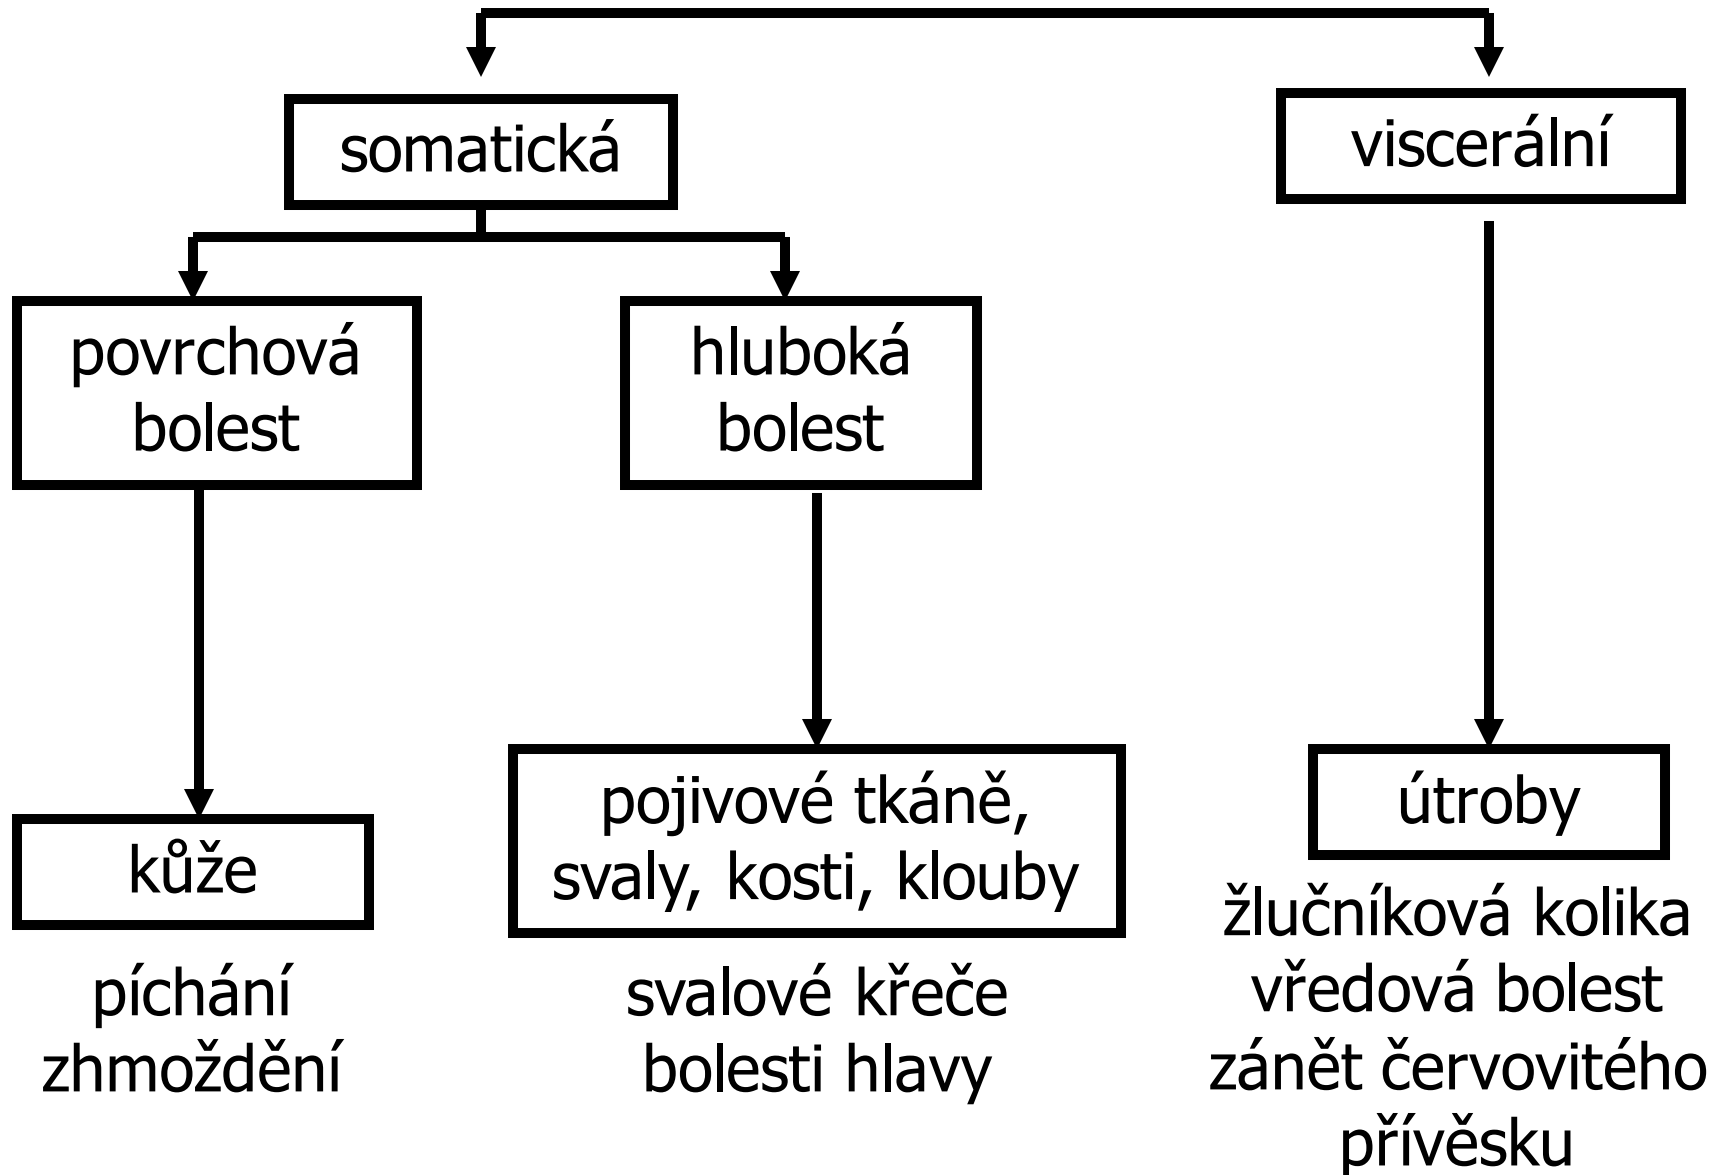 somatická
viscerální
povrchová
bolest
hluboká
bolest
kůže
píchání
zhmoždění
pojivové tkáně,
svaly, kosti, klouby
svalové křeče
bolesti hlavy
útroby
žlučníková kolika
vředová bolest
zánět červovitého
přívěsku